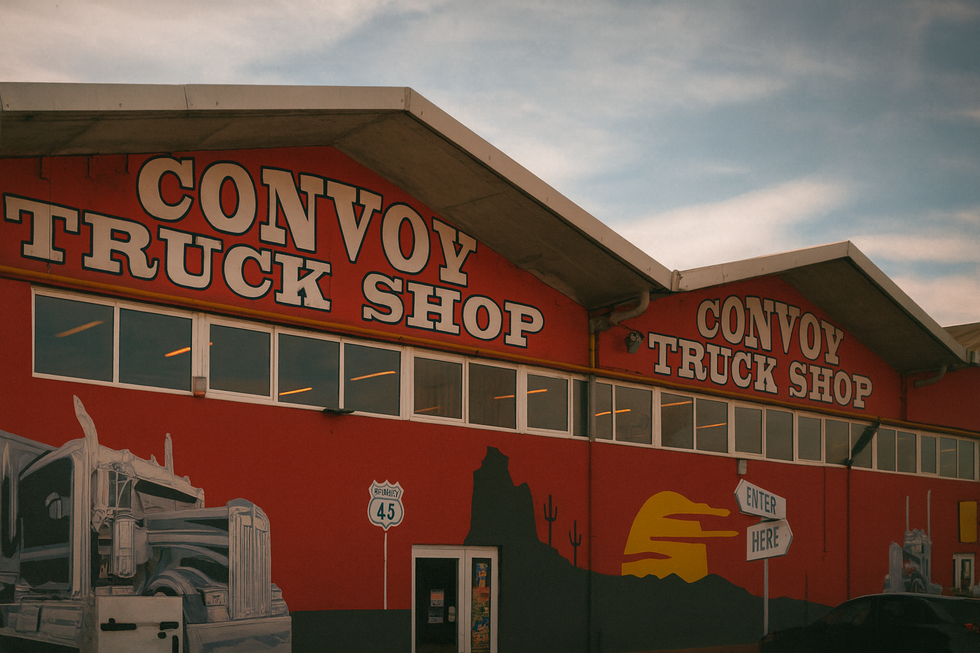 CONVOY
TRUCK SHOP
CONVOY
TRUCK SHOP
45
ENTER
HERE